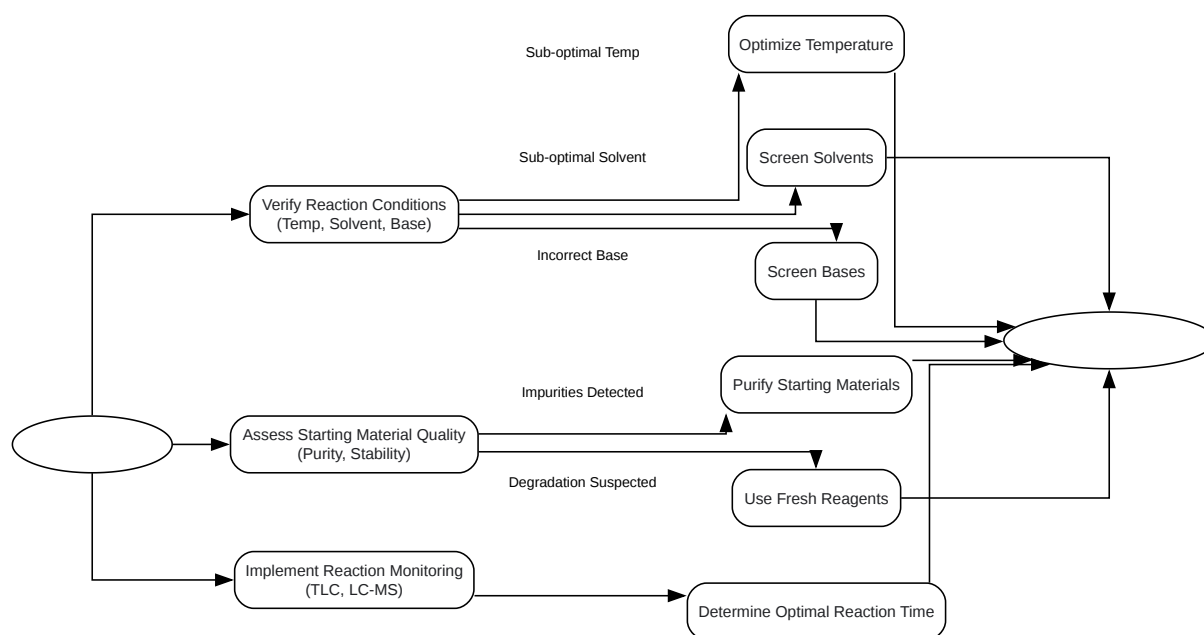 Sub-optimal Temp
Optimize Temperature
Sub-optimal Solvent
Screen Solvents
Verify Reaction Conditions
(Temp, Solvent, Base)
Incorrect Base
Screen Bases
Impurities Detected
Purify Starting Materials
Assess Starting Material Quality
(Purity, Stability)
Degradation Suspected
Use Fresh Reagents
Implement Reaction Monitoring
(TLC, LC-MS)
Determine Optimal Reaction Time